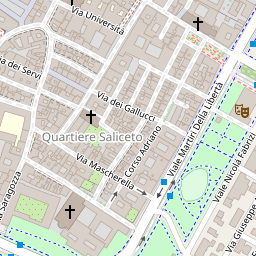 Via Università
Via dei Servi
Via dei Gallucci
Viale Martiri Della Libertà
Quartiere Saliceto
Corso Adriano
Via Mascherella
Viale Nicola Fabrizi
Via Saragozza
Via Giuseppe